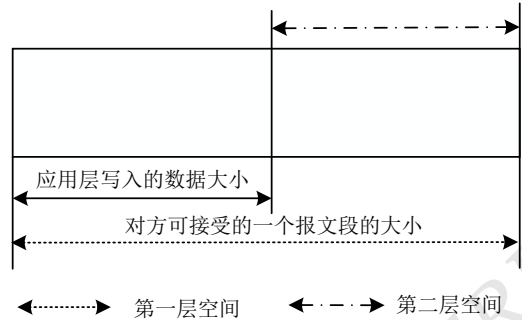 应用层写入的数据大小
对方可接受的一个报文段的大小
第一层空间
第二层空间